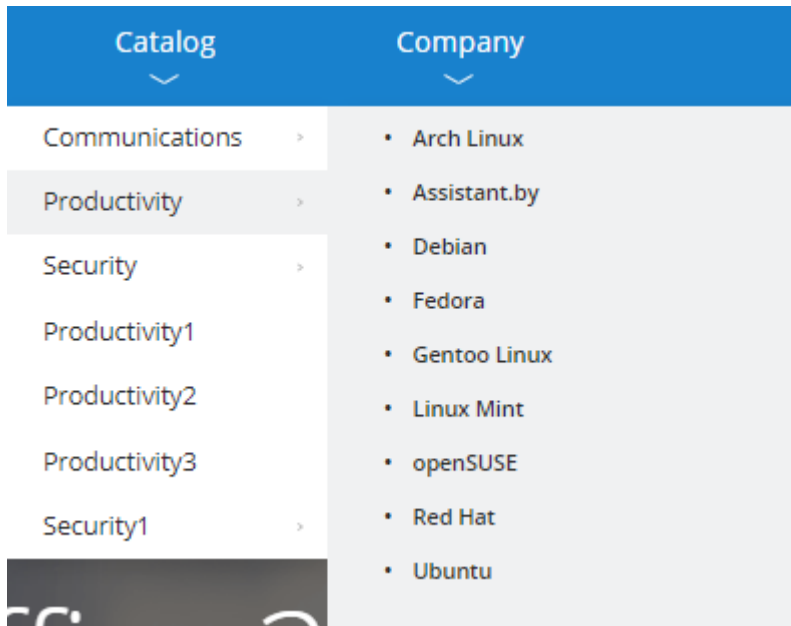 Catalog
Company
Communications
Productivity
Security
Productivity1
Productivity2
Productivity3
Security1
• Arch Linux
• Assistant.by
• Debian
• Fedora
• Gentoo Linux
• Linux Mint
• openSUSE
• Red Hat
• Ubuntu